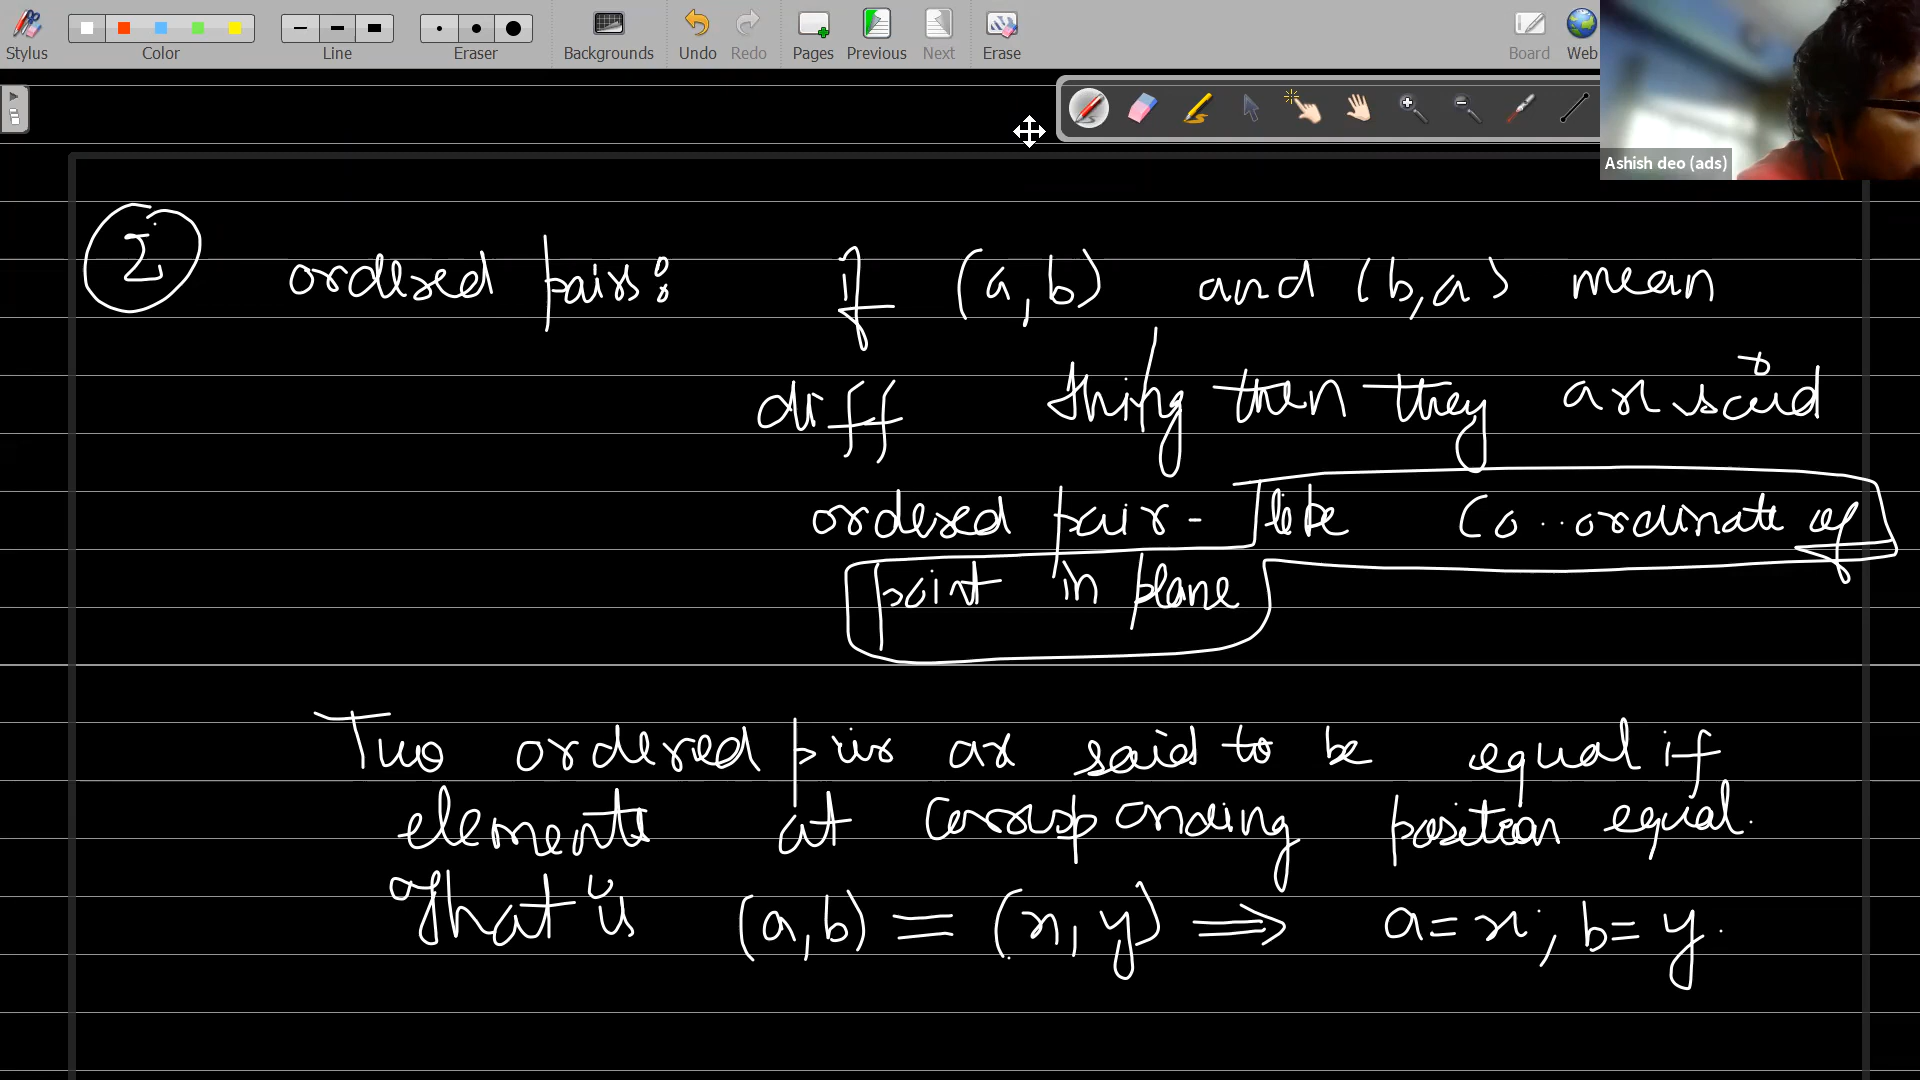 Stylus Color Line Eraser Backgrounds Undo Redo Pages Previous Next Erase Board Web
Ashish deo (ads)
2 ordered pairs: if (a,b) and (b,a) mean
diff thing then they are said to
ordered pair - like Co-ordinate of
point in plane
Two ordered pair are said to be equal if
elements at corresponding position equal.
That is (a,b) = (x,y) ⟹ a=x; b=y.